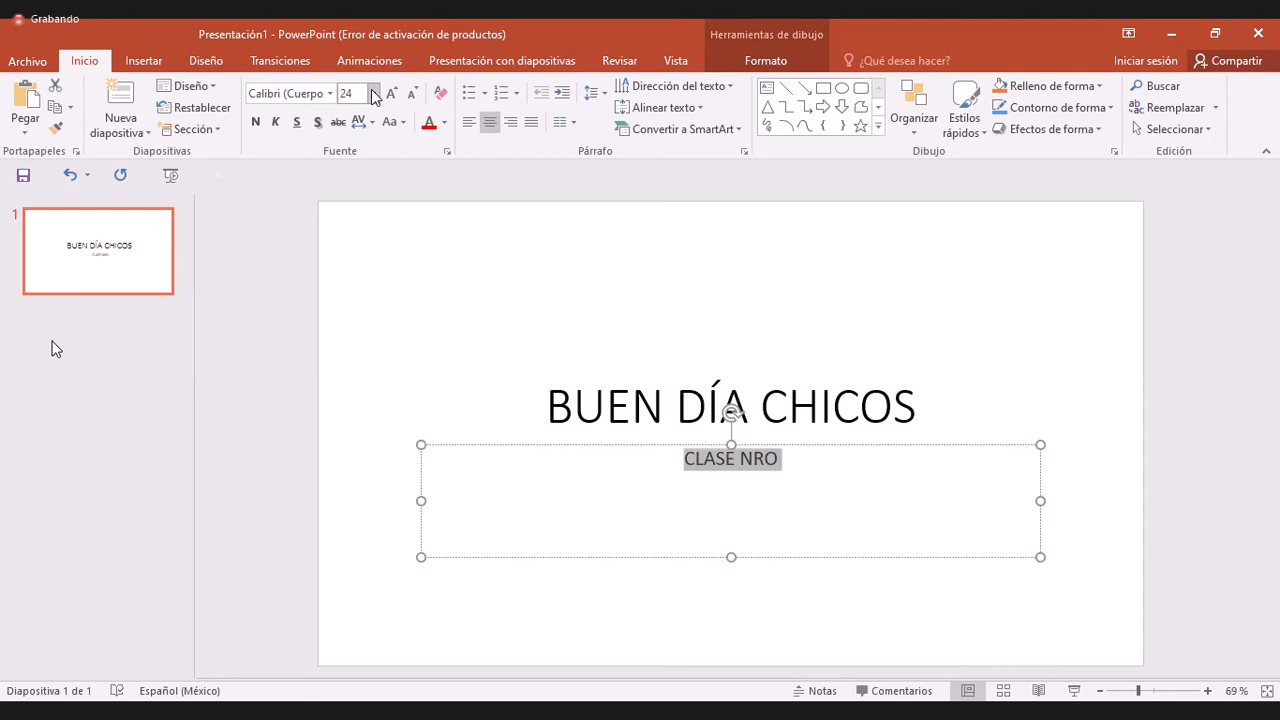 Grabando
Presentación1 - PowerPoint (Error de activación de productos)
Herramientas de dibujo
Archivo Inicio Insertar Diseño Transiciones Animaciones Presentación con diapositivas Revisar Vista Formato ¿Qué desea hacer? Iniciar sesión Compartir
Pegar
Nueva diapositiva
Diseño
Restablecer
Sección
Calibri (Cuerpo 24
N K S S abc AV Aa A
Dirección del texto
Alinear texto
Convertir a SmartArt
Organizar
Estilos rápidos
Relleno de forma
Contorno de forma
Efectos de forma
Buscar
Reemplazar
Seleccionar
Portapapeles Diapositivas Fuente Párrafo Dibujo Edición
1
BUEN DÍA CHICOS
CLASE NRO
BUEN DÍA CHICOS
CLASE NRO
Diapositiva 1 de 1 Español (México) Notas Comentarios 69 %